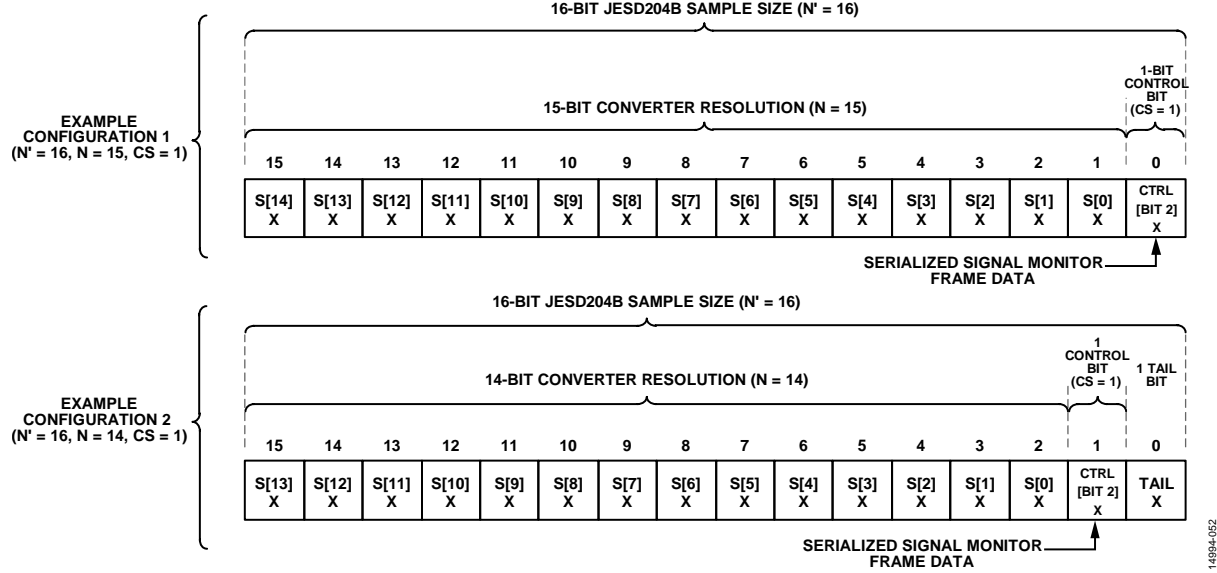 16-BIT JESD204B SAMPLE SIZE (N' = 16)
1-BIT
CONTROL
BIT
(CS = 1)
15-BIT CONVERTER RESOLUTION (N = 15)
EXAMPLE
CONFIGURATION 1
(N' = 16, N = 15, CS = 1)
15 14 13 12 11 10 9 8 7 6 5 4 3 2 1 0
S[14] S[13] S[12] S[11] S[10] S[9] S[8] S[7] S[6] S[5] S[4] S[3] S[2] S[1] S[0] CTRL
[BIT 2]
X X X X X X X X X X X X X X X X
SERIALIZED SIGNAL MONITOR
FRAME DATA
16-BIT JESD204B SAMPLE SIZE (N' = 16)
1
CONTROL
BIT
(CS = 1)
1 TAIL
BIT
14-BIT CONVERTER RESOLUTION (N = 14)
EXAMPLE
CONFIGURATION 2
(N' = 16, N = 14, CS = 1)
15 14 13 12 11 10 9 8 7 6 5 4 3 2 1 0
S[13] S[12] S[11] S[10] S[9] S[8] S[7] S[6] S[5] S[4] S[3] S[2] S[1] S[0] CTRL TAIL
[BIT 2]
X X X X X X X X X X X X X X X X
SERIALIZED SIGNAL MONITOR
FRAME DATA
14994-052